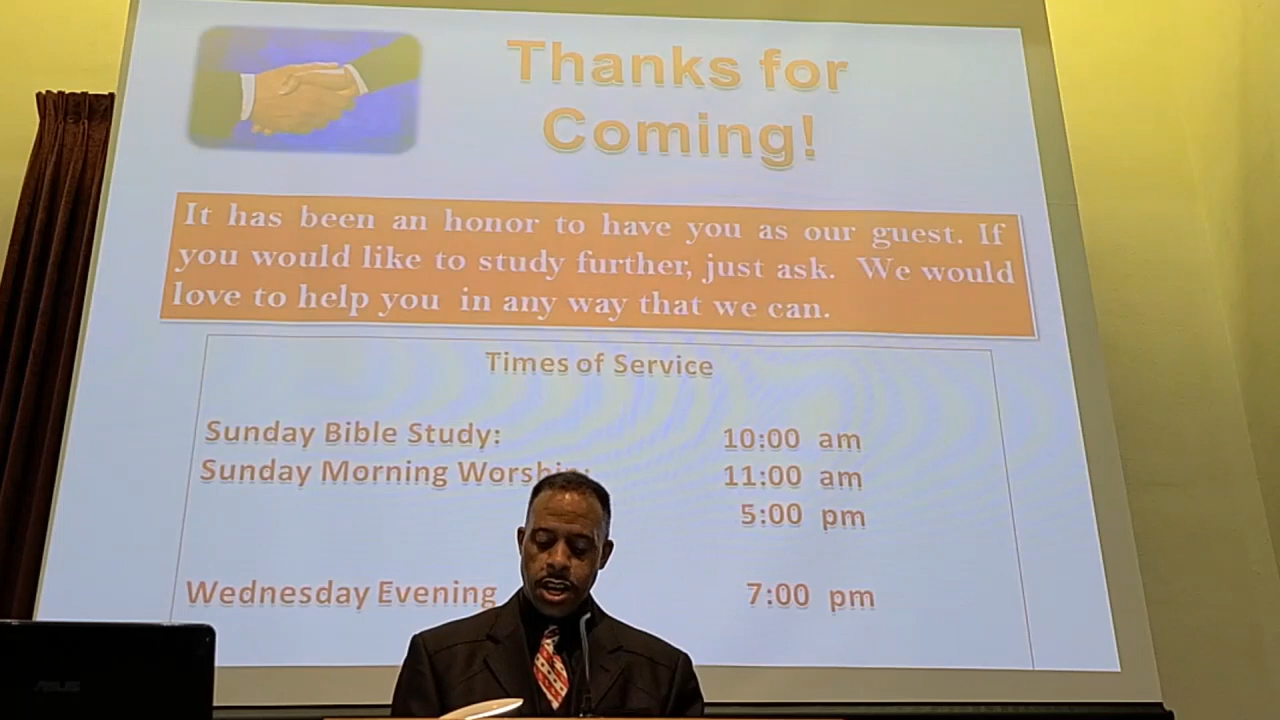 Thanks for
Coming!
It has been an honor to have you as our guest. If
you would like to study further, just ask. We would
love to help you in any way that we can.
Times of Service
Sunday Bible Study: 10:00 am
Sunday Morning Worship: 11:00 am
5:00 pm
Wednesday Evening 7:00 pm
ASUS